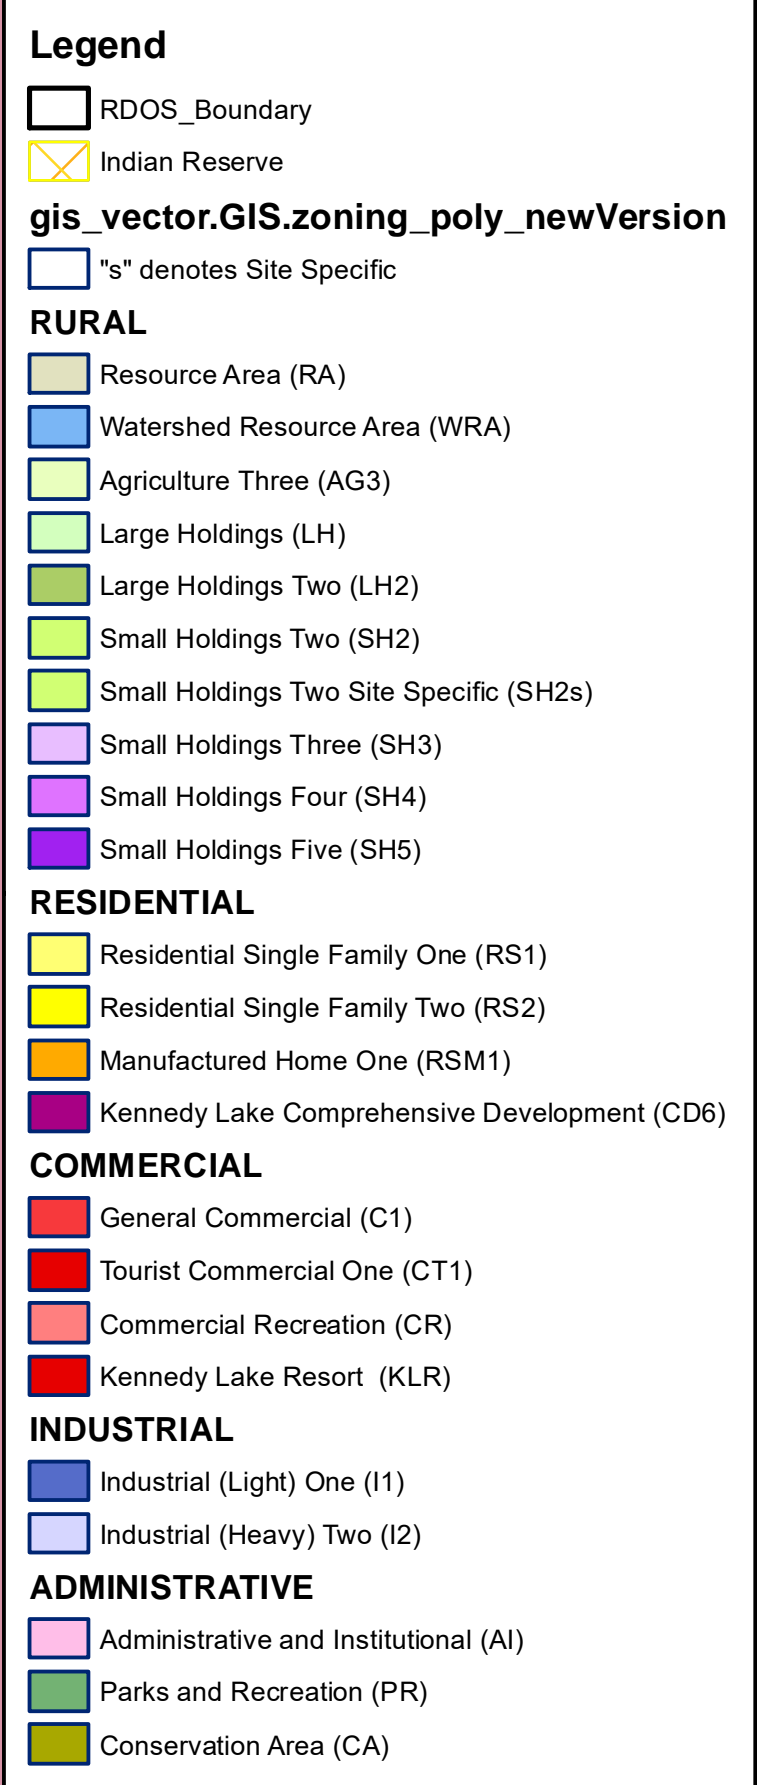 Legend
RDOS_Boundary
Indian Reserve
gis_vector.GIS.zoning_poly_newVersion
"s" denotes Site Specific
RURAL
Resource Area (RA)
Watershed Resource Area (WRA)
Agriculture Three (AG3)
Large Holdings (LH)
Large Holdings Two (LH2)
Small Holdings Two (SH2)
Small Holdings Two Site Specific (SH2s)
Small Holdings Three (SH3)
Small Holdings Four (SH4)
Small Holdings Five (SH5)
RESIDENTIAL
Residential Single Family One (RS1)
Residential Single Family Two (RS2)
Manufactured Home One (RSM1)
Kennedy Lake Comprehensive Development (CD6)
COMMERCIAL
General Commercial (C1)
Tourist Commercial One (CT1)
Commercial Recreation (CR)
Kennedy Lake Resort (KLR)
INDUSTRIAL
Industrial (Light) One (I1)
Industrial (Heavy) Two (I2)
ADMINISTRATIVE
Administrative and Institutional (AI)
Parks and Recreation (PR)
Conservation Area (CA)